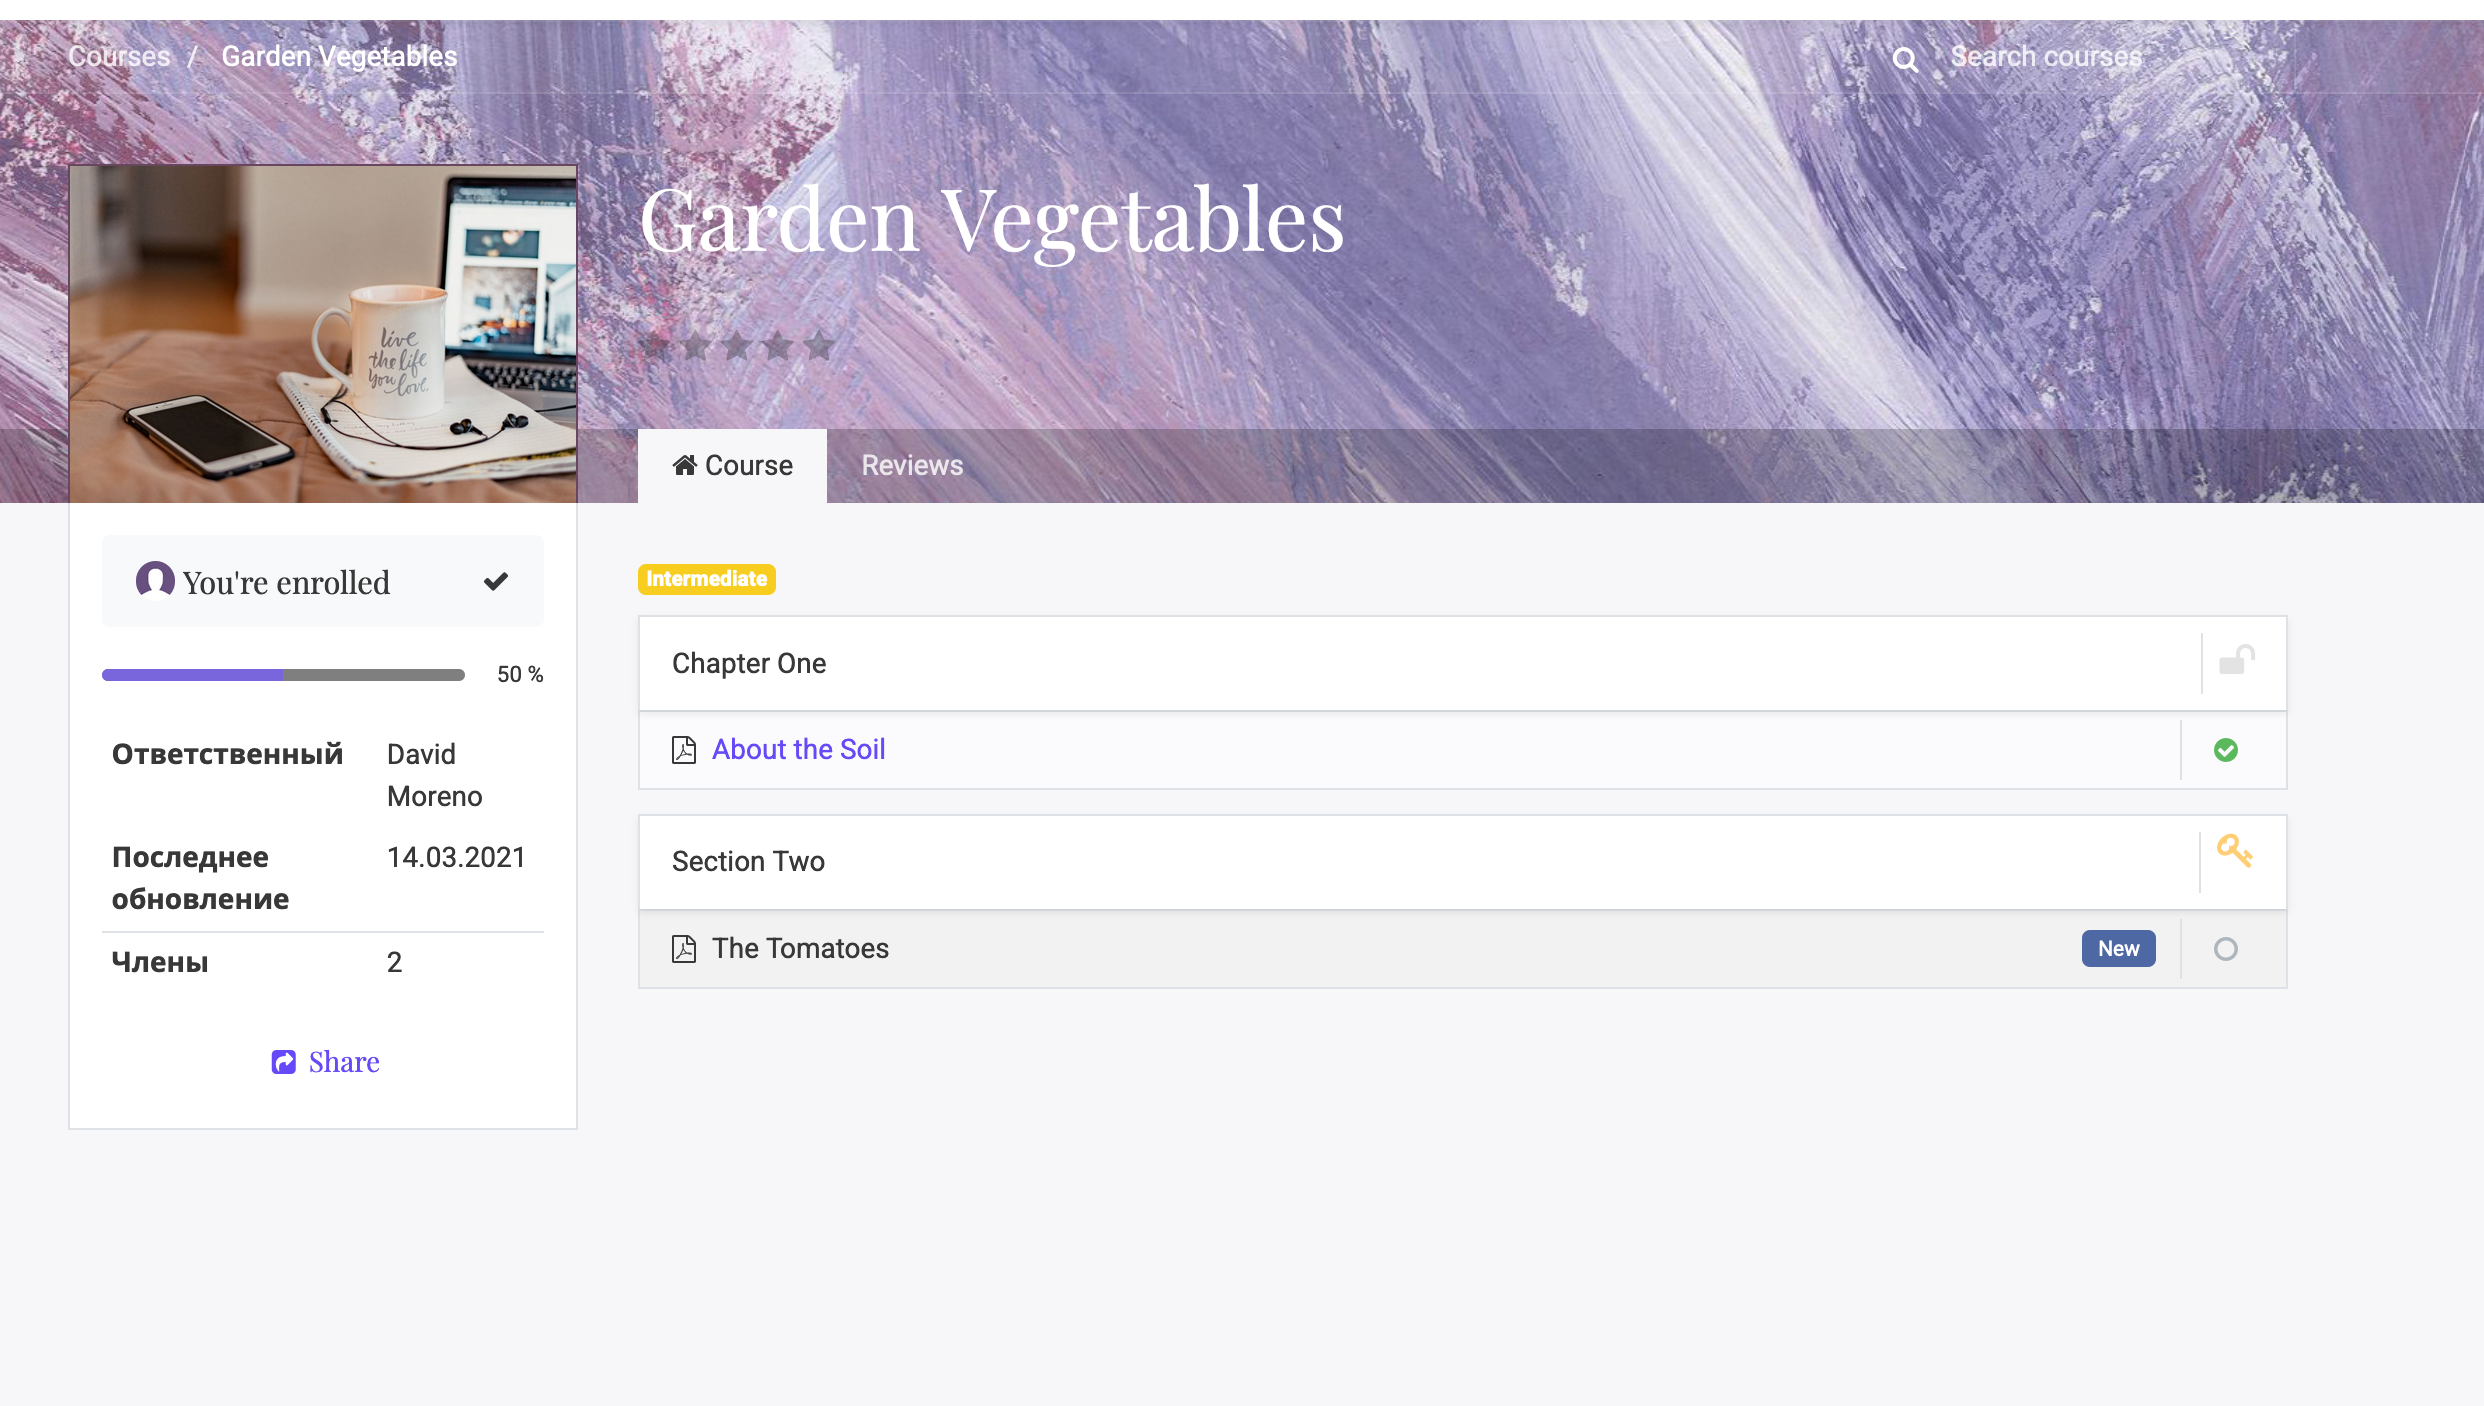 Courses / Garden Vegetables
Search courses
Garden Vegetables
live
the life
you love.
Course
Reviews
You're enrolled
50 %
Ответственный David
Moreno
Последнее 14.03.2021
обновление
Члены 2
Share
Intermediate
Chapter One
About the Soil
Section Two
The Tomatoes New